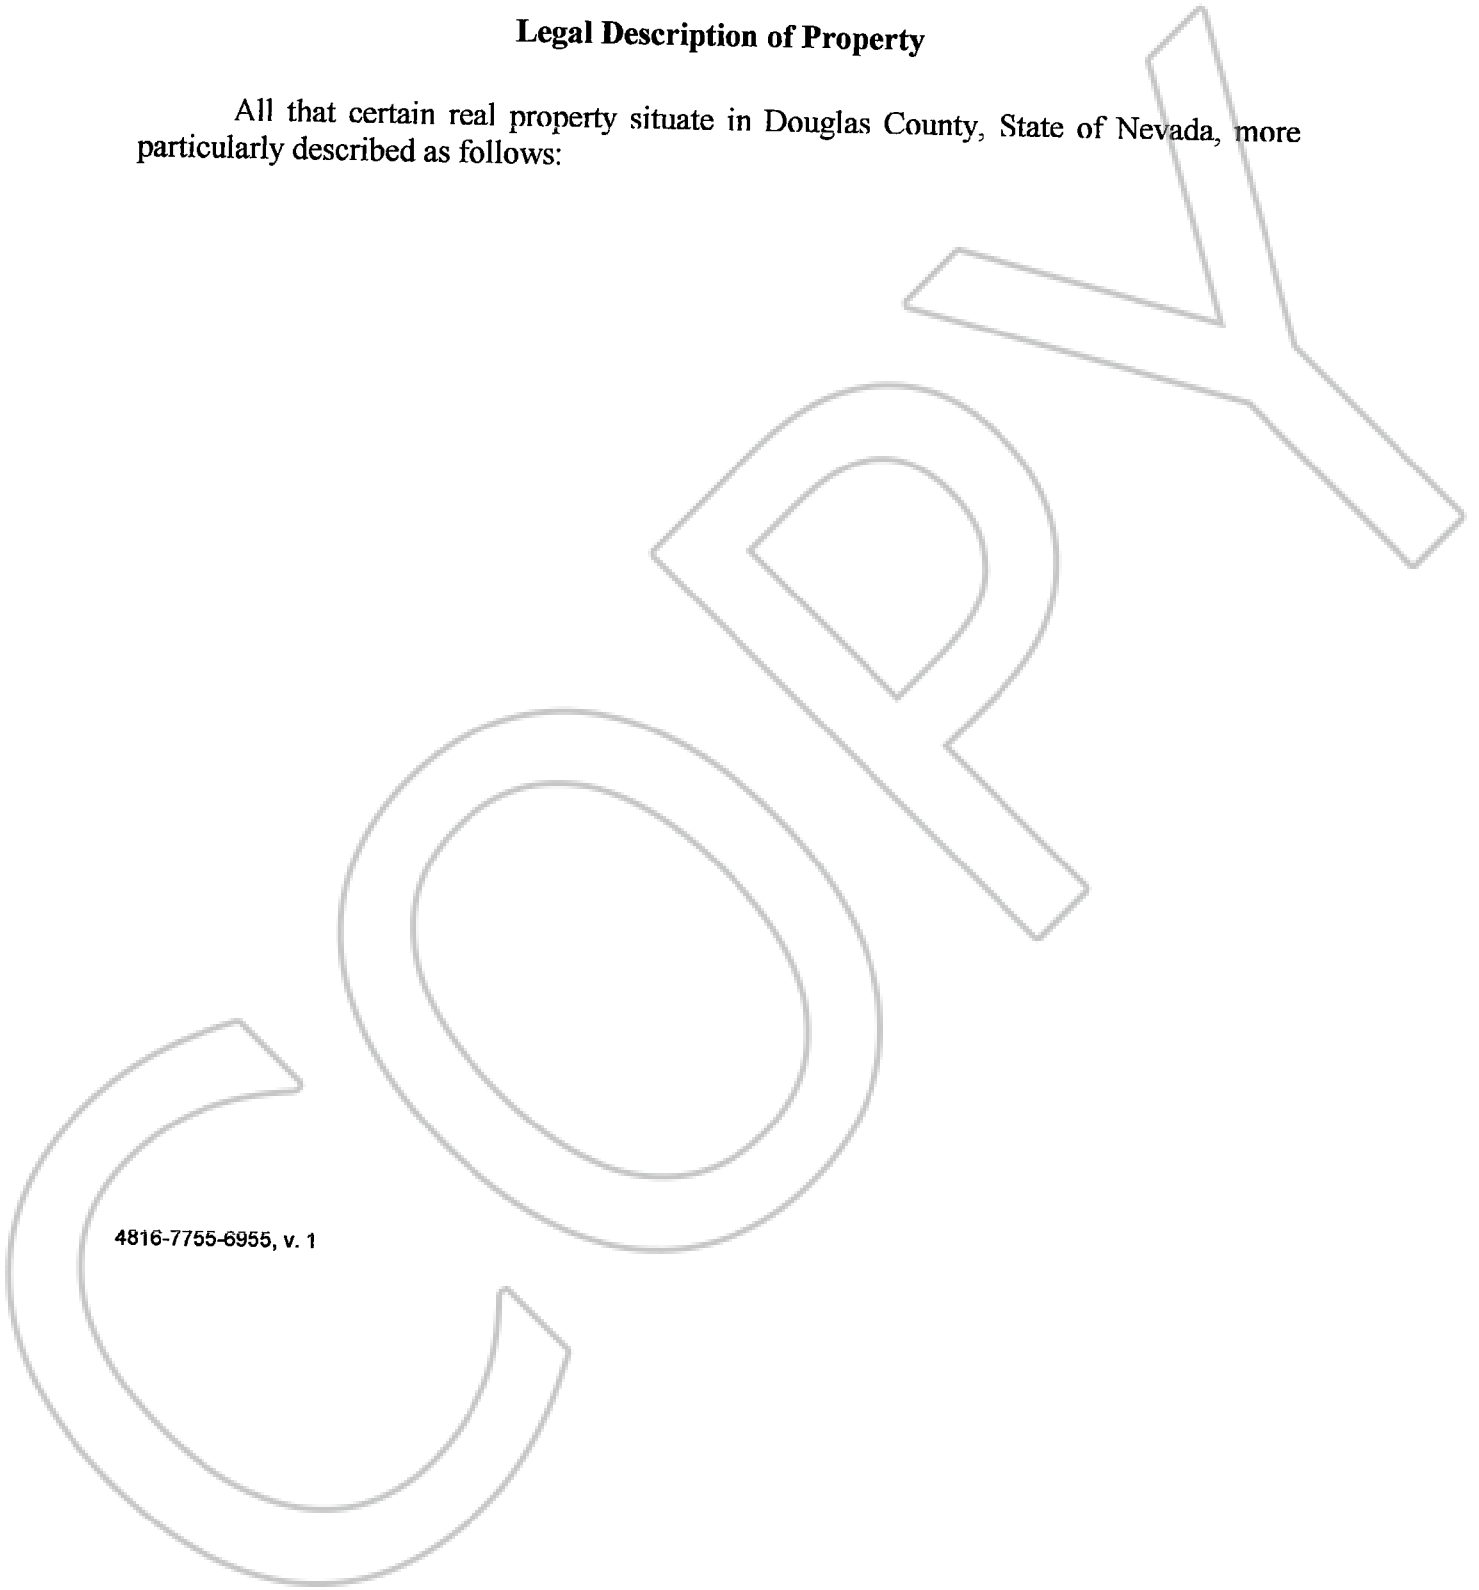 Legal Description of Property
All that certain real property situate in Douglas County, State of Nevada, more
particularly described as follows:
COPY
4816-7755-6955, v. 1